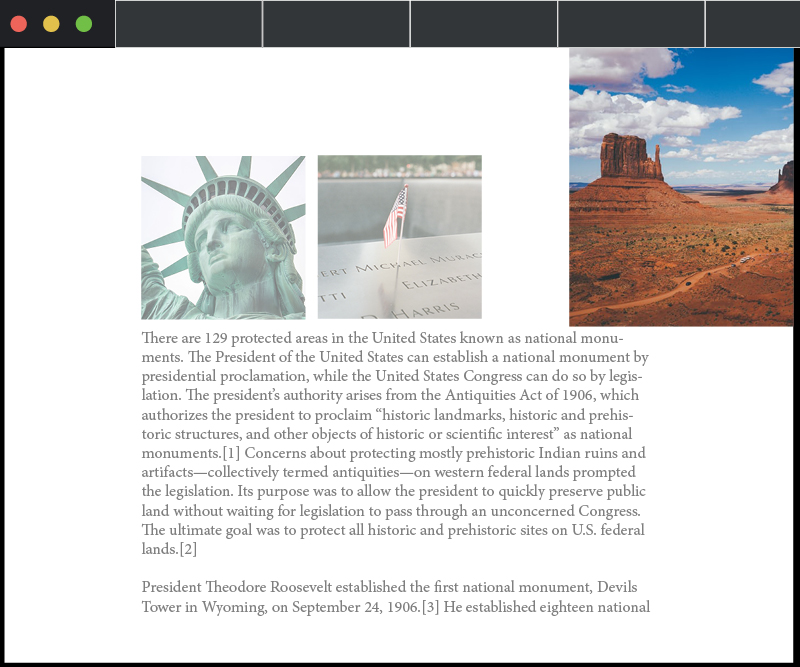 ERT MICHAEL MURAC
TTI ELIZABETH
D. HARRIS
There are 129 protected areas in the United States known as national monu-
ments. The President of the United States can establish a national monument by
presidential proclamation, while the United States Congress can do so by legis-
lation. The president’s authority arises from the Antiquities Act of 1906, which
authorizes the president to proclaim “historic landmarks, historic and prehis-
toric structures, and other objects of historic or scientific interest” as national
monuments.[1] Concerns about protecting mostly prehistoric Indian ruins and
artifacts—collectively termed antiquities—on western federal lands prompted
the legislation. Its purpose was to allow the president to quickly preserve public
land without waiting for legislation to pass through an unconcerned Congress.
The ultimate goal was to protect all historic and prehistoric sites on U.S. federal
lands.[2]
President Theodore Roosevelt established the first national monument, Devils
Tower in Wyoming, on September 24, 1906.[3] He established eighteen national